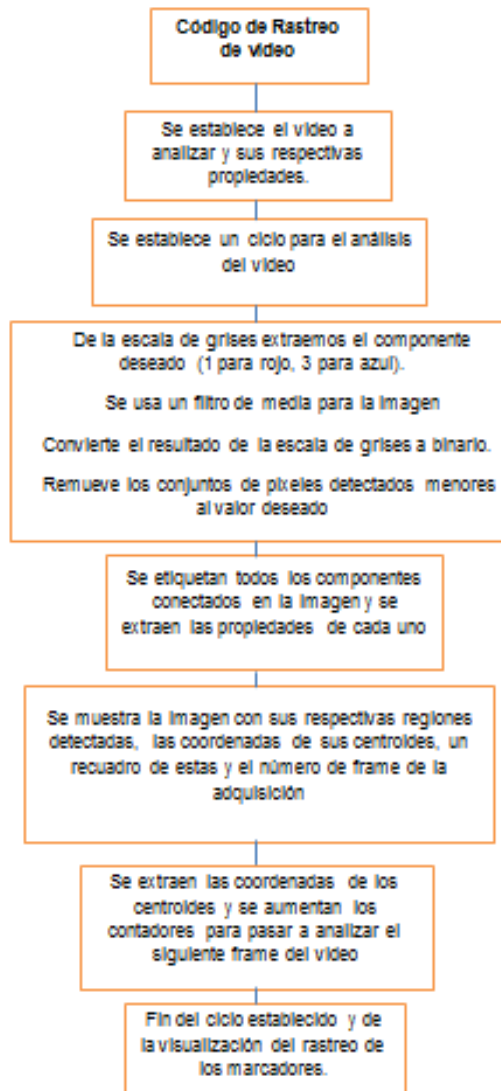 Código de Rastreo
de video
Se establece el video a
analizar y sus respectivas
propiedades.
Se establece un ciclo para el análisis
del video
De la escala de grises extraemos el componente
deseado (1 para rojo, 3 para azul).
Se usa un filtro de media para la imagen
Convierte el resultado de la escala de grises a binario.
Remueve los conjuntos de pixeles detectados menores
al valor deseado
Se etiquetan todos los componentes
conectados en la imagen y se
extraen las propiedades de cada uno
Se muestra la imagen con sus respectivas regiones
detectadas, las coordenadas de sus centroides, un
recuadro de estas y el número de frame de la
adquisición
Se extraen las coordenadas de los
centroides y se aumentan los
contadores para pasar a analizar el
siguiente frame del video
Fin del ciclo establecido y de
la visualización del rastreo de
los marcadores.